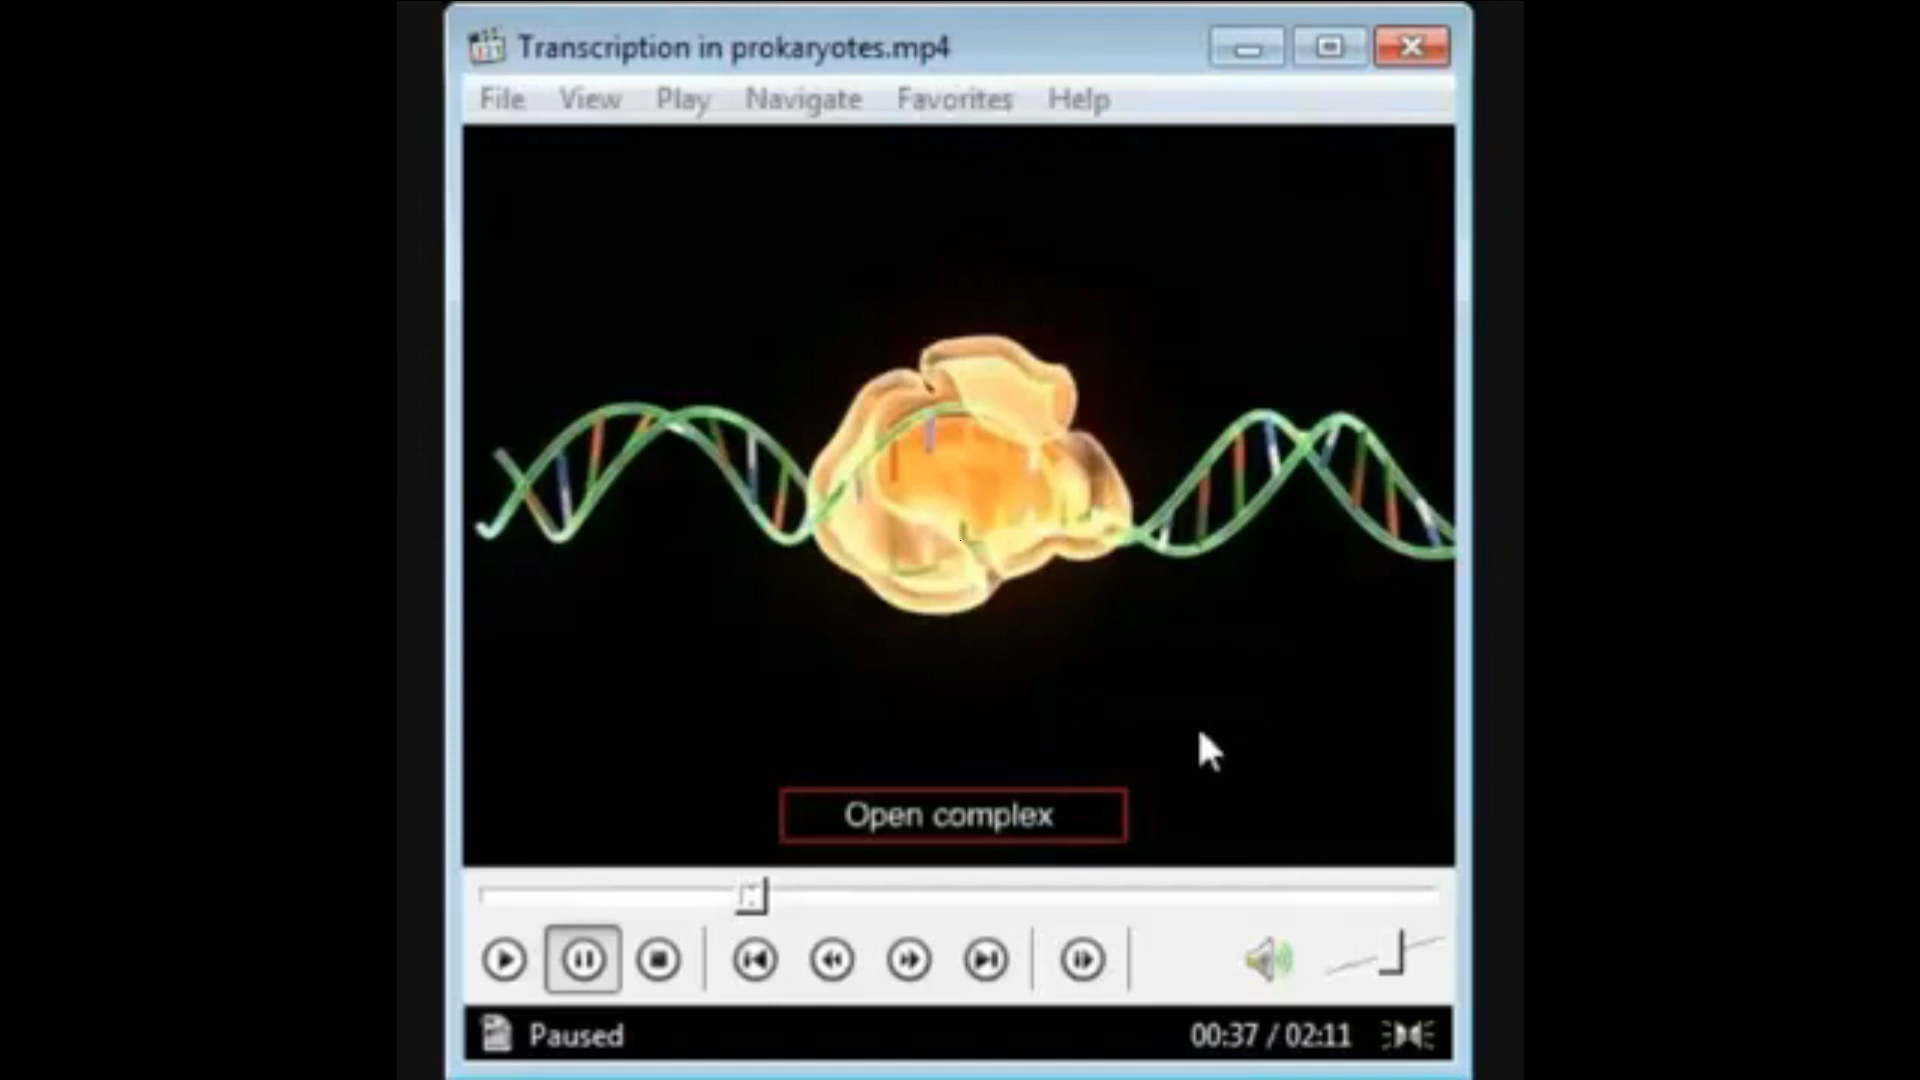 Transcription in prokaryotes.mp4
File View Play Navigate Favorites Help
Open complex
Paused 00:37 / 02:11